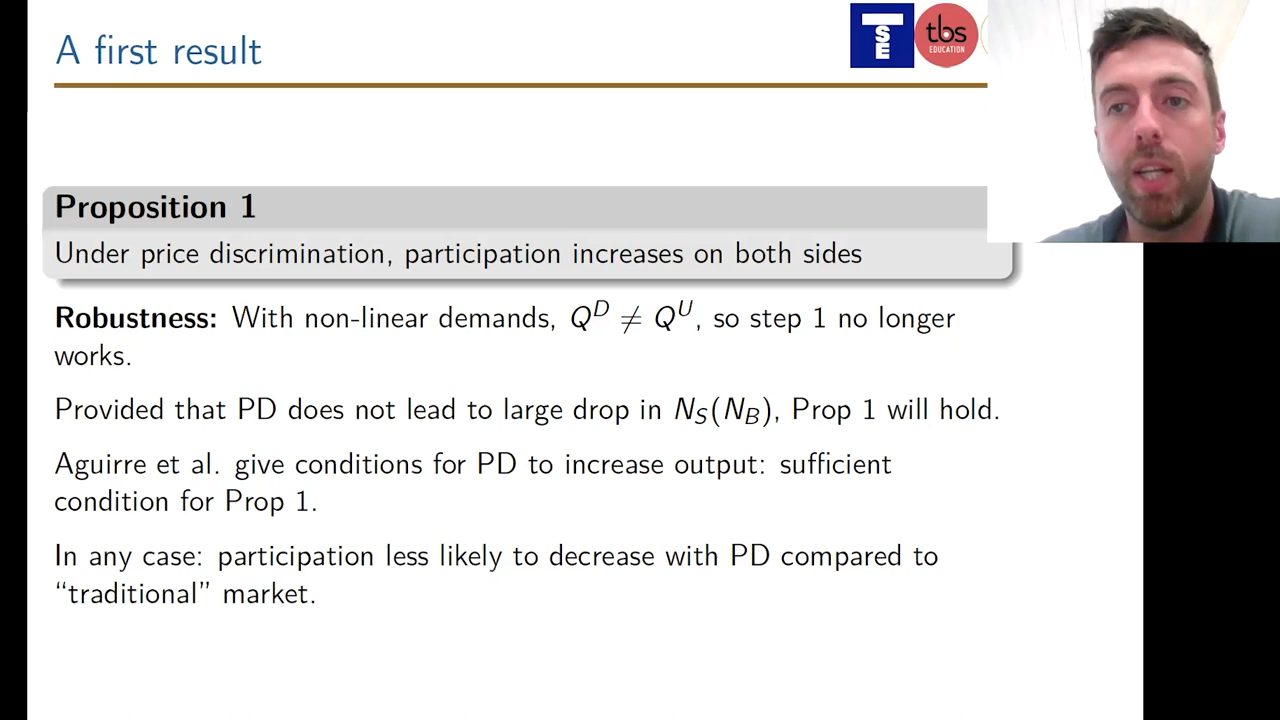 A first result
TSE
tbs
EDUCATION
Proposition 1
Under price discrimination, participation increases on both sides
Robustness: With non-linear demands, Q^D ≠ Q^U, so step 1 no longer
works.
Provided that PD does not lead to large drop in N_S(N_B), Prop 1 will hold.
Aguirre et al. give conditions for PD to increase output: sufficient
condition for Prop 1.
In any case: participation less likely to decrease with PD compared to
“traditional” market.